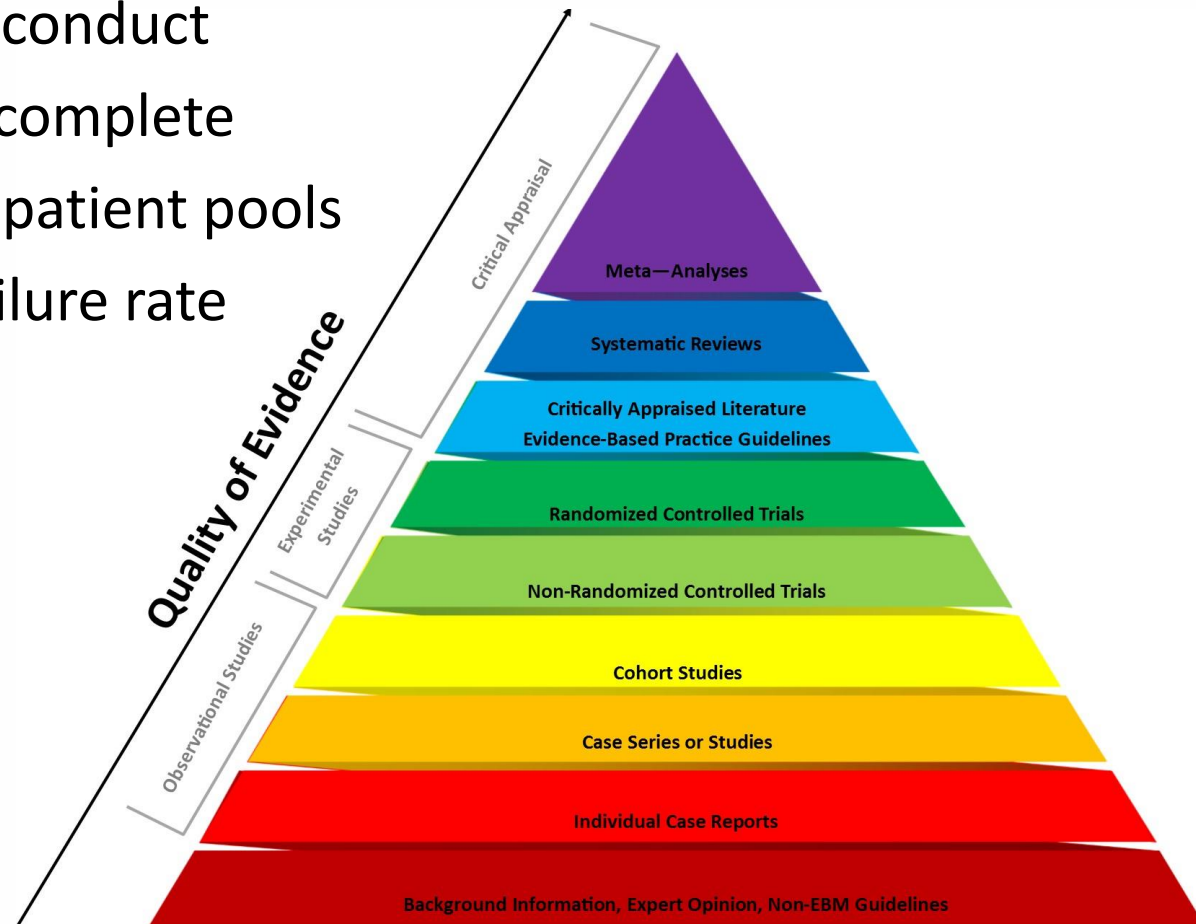 conduct
complete
patient pools
ilure rate
Quality of Evidence
Critical Appraisal
Experimental
Studies
Observational Studies
Meta—Analyses
Systematic Reviews
Critically Appraised Literature
Evidence-Based Practice Guidelines
Randomized Controlled Trials
Non-Randomized Controlled Trials
Cohort Studies
Case Series or Studies
Individual Case Reports
Background Information, Expert Opinion, Non-EBM Guidelines